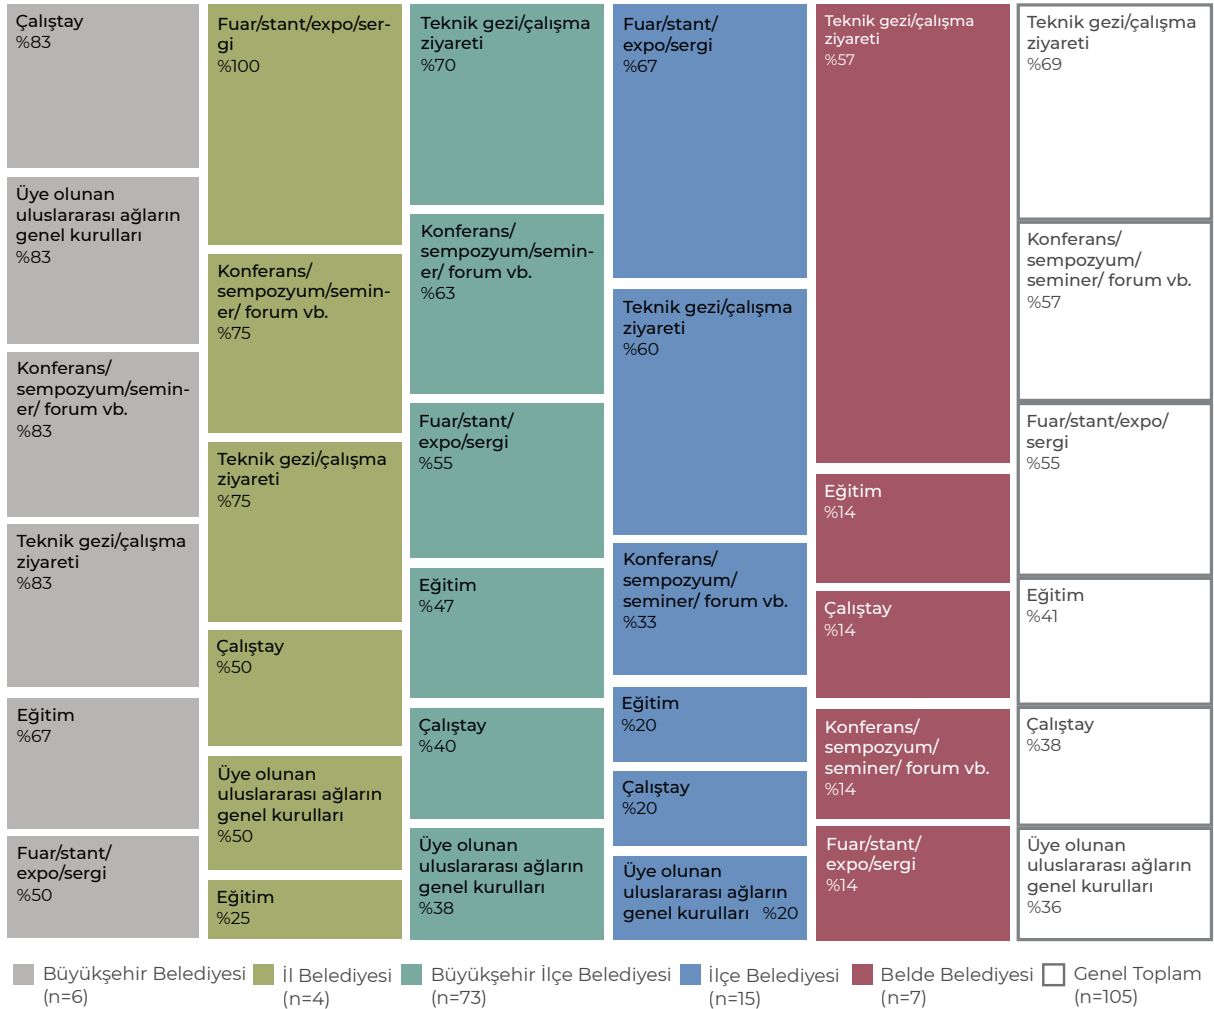 Çalıştay
%83
Üye olunan
uluslararası ağların
genel kurulları
%83
Konferans/
sempozyum/semin-
er/ forum vb.
%83
Teknik gezi/çalışma
ziyareti
%83
Eğitim
%67
Fuar/stant/
expo/sergi
%50
Fuar/stant/expo/ser-
gi
%100
Konferans/
sempozyum/semin-
er/ forum vb.
%75
Teknik gezi/çalışma
ziyareti
%75
Çalıştay
%50
Üye olunan
uluslararası ağların
genel kurulları
%50
Eğitim
%25
Teknik gezi/çalışma
ziyareti
%70
Konferans/
sempozyum/semin-
er/ forum vb.
%63
Fuar/stant/
expo/sergi
%55
Eğitim
%47
Çalıştay
%40
Üye olunan
uluslararası ağların
genel kurulları
%38
Fuar/stant/
expo/sergi
%67
Teknik gezi/çalışma
ziyareti
%60
Konferans/
sempozyum/
seminer/ forum vb.
%33
Eğitim
%20
Çalıştay
%20
Üye olunan
uluslararası ağların
genel kurulları %20
Teknik gezi/çalışma
ziyareti
%57
Eğitim
%14
Çalıştay
%14
Konferans/
sempozyum/
seminer/ forum vb.
%14
Fuar/stant/
expo/sergi
%14
Teknik gezi/çalışma
ziyareti
%69
Konferans/
sempozyum/
seminer/ forum vb.
%57
Fuar/stant/expo/
sergi
%55
Eğitim
%41
Çalıştay
%38
Üye olunan
uluslararası ağların
genel kurulları
%36
Büyükşehir Belediyesi
(n=6)
İl Belediyesi
(n=4)
Büyükşehir İlçe Belediyesi
(n=73)
İlçe Belediyesi
(n=15)
Belde Belediyesi
(n=7)
Genel Toplam
(n=105)